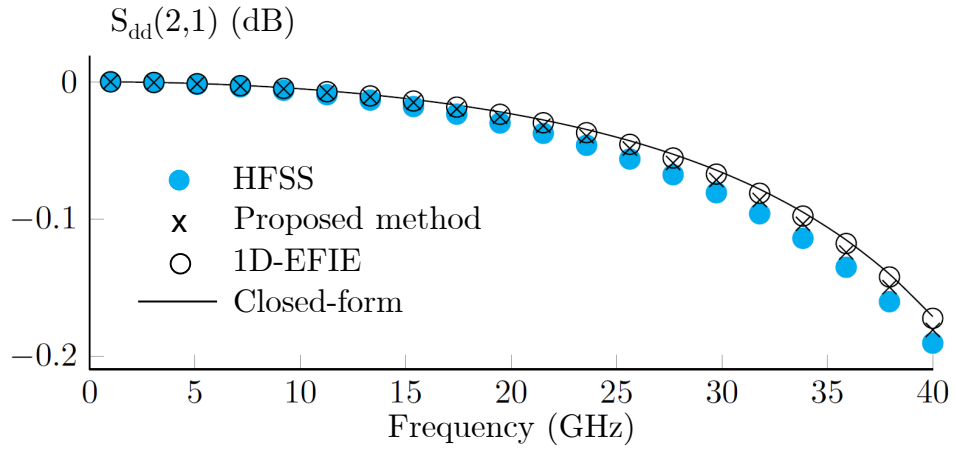 S_dd(2,1) (dB)
0
−0.1
−0.2
HFSS
Proposed method
1D-EFIE
Closed-form
0 5 10 15 20 25 30 35 40
Frequency (GHz)